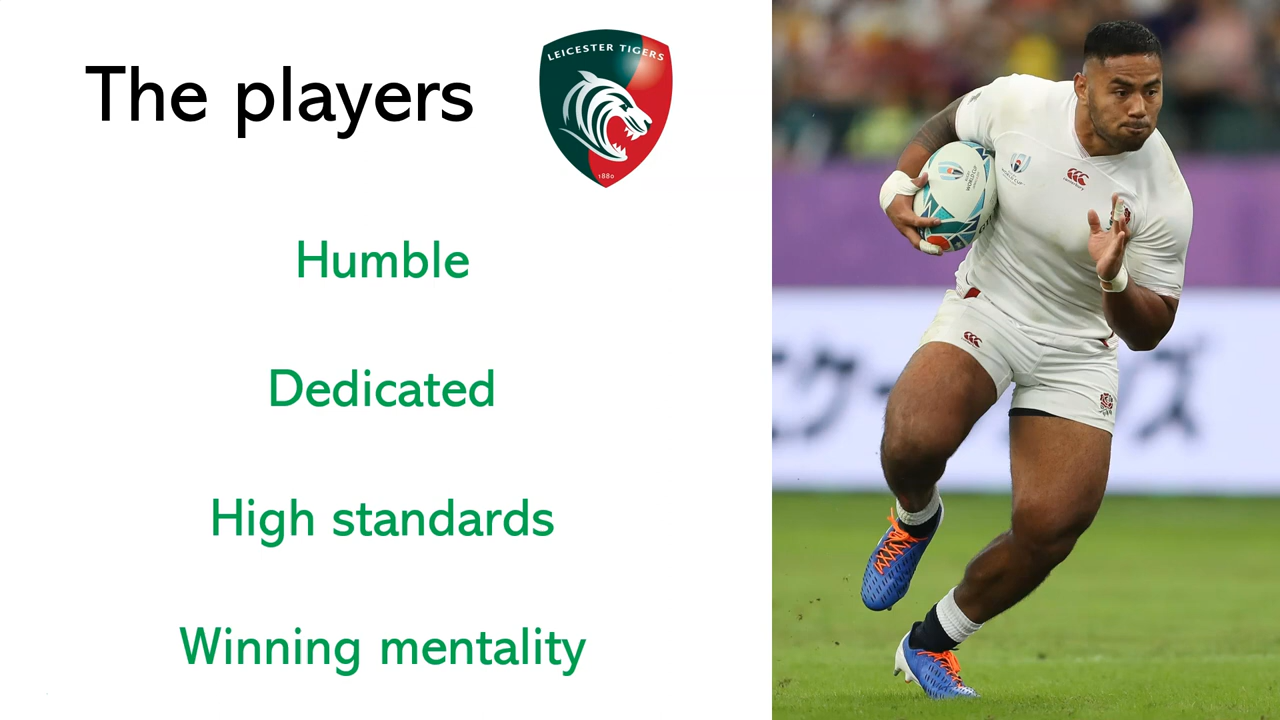 The players
LEICESTER TIGERS
1880
Humble
Dedicated
High standards
Winning mentality